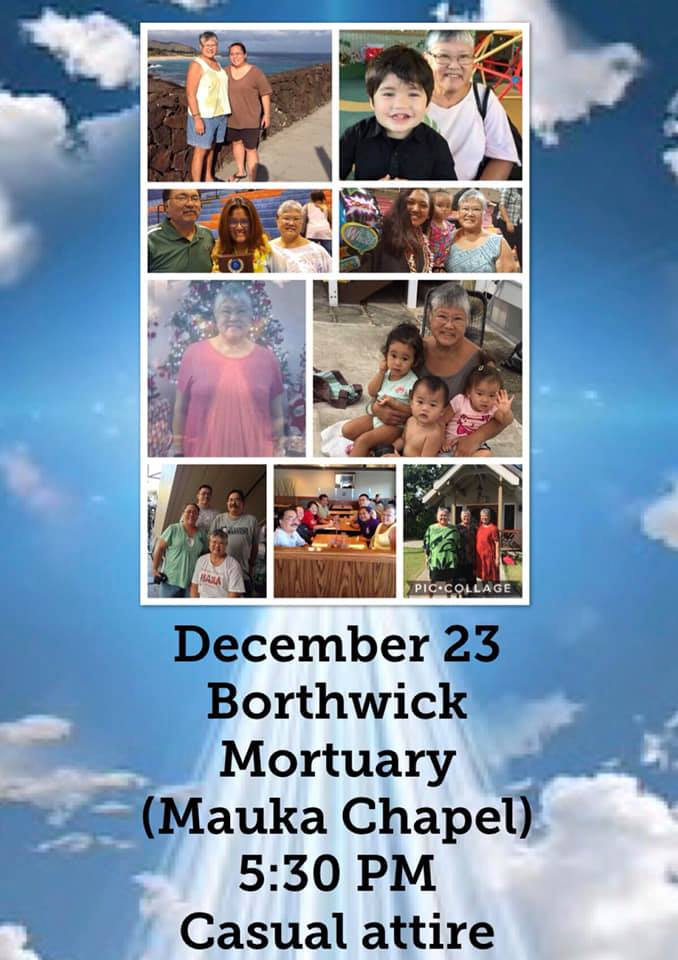 PIC•COLLAGE
December 23
Borthwick
Mortuary
(Mauka Chapel)
5:30 PM
Casual attire